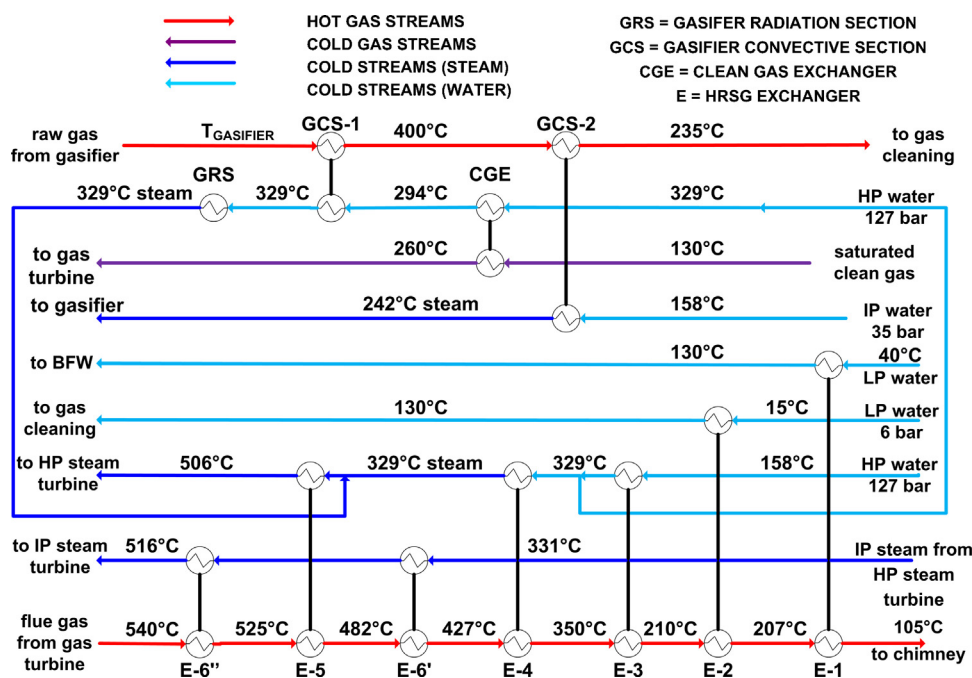 HOT GAS STREAMS
COLD GAS STREAMS
COLD STREAMS (STEAM)
COLD STREAMS (WATER)
GRS = GASIFER RADIATION SECTION
GCS = GASIFIER CONVECTIVE SECTION
CGE = CLEAN GAS EXCHANGER
E = HRSG EXCHANGER
raw gas
from gasifier
TGASIFIER
GCS-1
400°C
GCS-2
235°C
to gas
cleaning
329°C steam
GRS
329°C
294°C
CGE
329°C
HP water
127 bar
to gas
turbine
260°C
130°C
saturated
clean gas
to gasifier
242°C steam
158°C
IP water
35 bar
to BFW
130°C
40°C
LP water
to gas
cleaning
130°C
15°C
LP water
6 bar
to HP steam
turbine
506°C
329°C steam
329°C
158°C
HP water
127 bar
to IP steam
turbine
516°C
331°C
IP steam from
HP steam
turbine
flue gas
from gas
turbine
540°C
525°C
482°C
427°C
350°C
210°C
207°C
105°C
to chimney
E-6''
E-5
E-6'
E-4
E-3
E-2
E-1